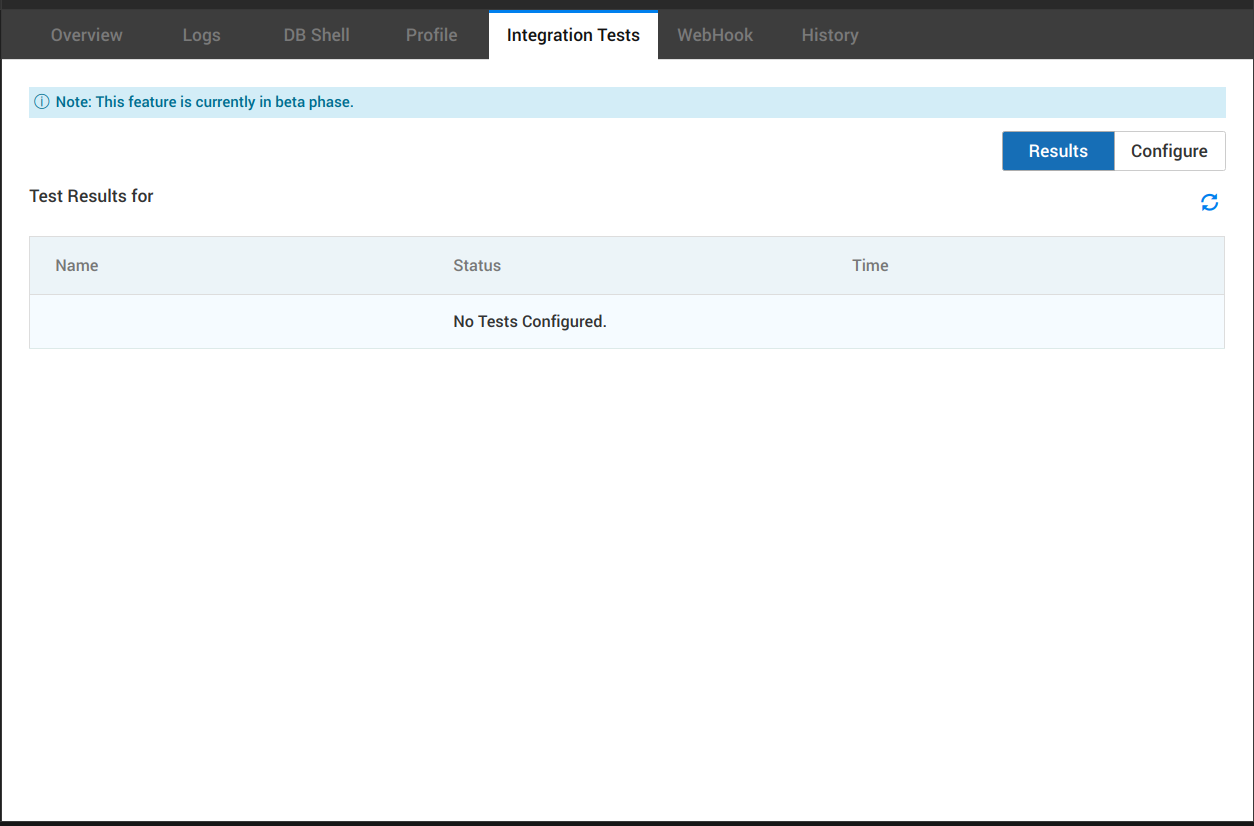 Overview Logs DB Shell Profile Integration Tests WebHook History
Note: This feature is currently in beta phase.
Results Configure
Test Results for
Name Status Time
No Tests Configured.